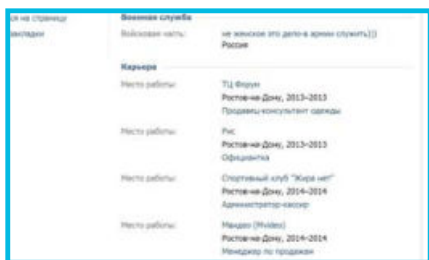 ся на страницу
закладки
Военная служба
Войсковая часть: не женское это дело-в армии служить)))
Россия
Карьера
Место работы: ТЦ Форум
Ростов-на-Дону, 2013–2013
Продавец-консультант одежды
Место работы: Рис
Ростов-на-Дону, 2013–2013
Официантка
Место работы: Спортивный клуб "Жира нет"
Ростов-на-Дону, 2014–2014
Администратор-кассир
Место работы: (Mvideo)
Ростов-на-Дону, 2014–2014
Менеджер по продажам